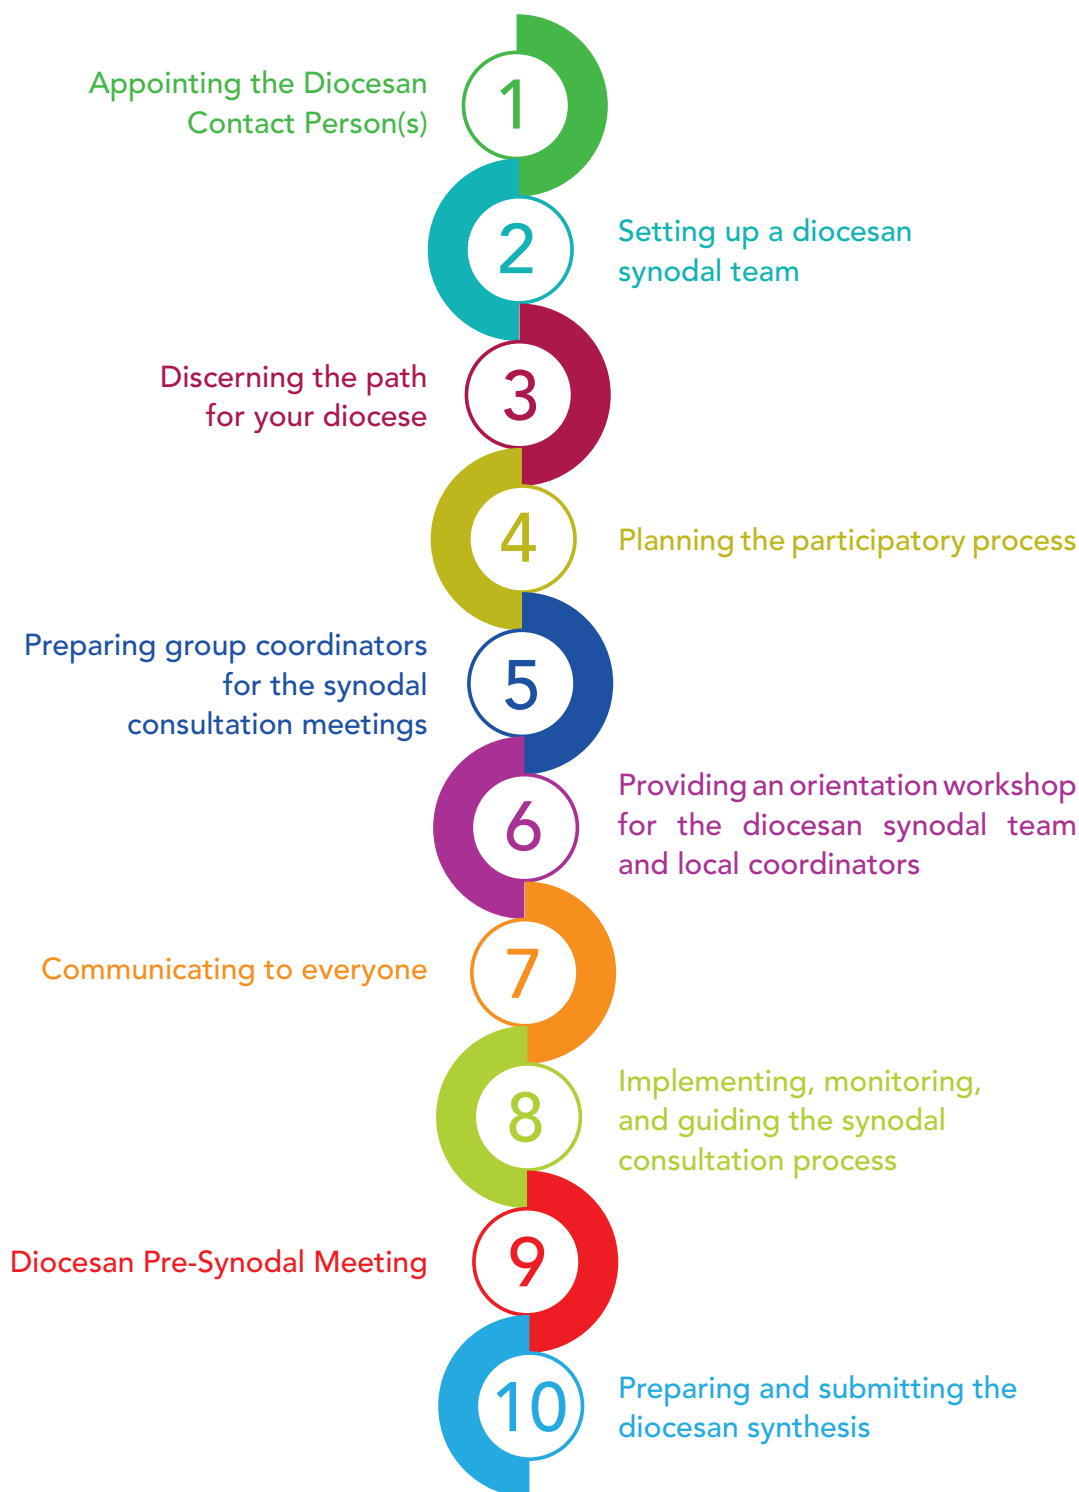 1
Appointing the Diocesan
Contact Person(s)
2
Setting up a diocesan
synodal team
3
Discerning the path
for your diocese
4
Planning the participatory process
5
Preparing group coordinators
for the synodal
consultation meetings
6
Providing an orientation workshop
for the diocesan synodal team
and local coordinators
7
Communicating to everyone
8
Implementing, monitoring,
and guiding the synodal
consultation process
9
Diocesan Pre-Synodal Meeting
10
Preparing and submitting the
diocesan synthesis